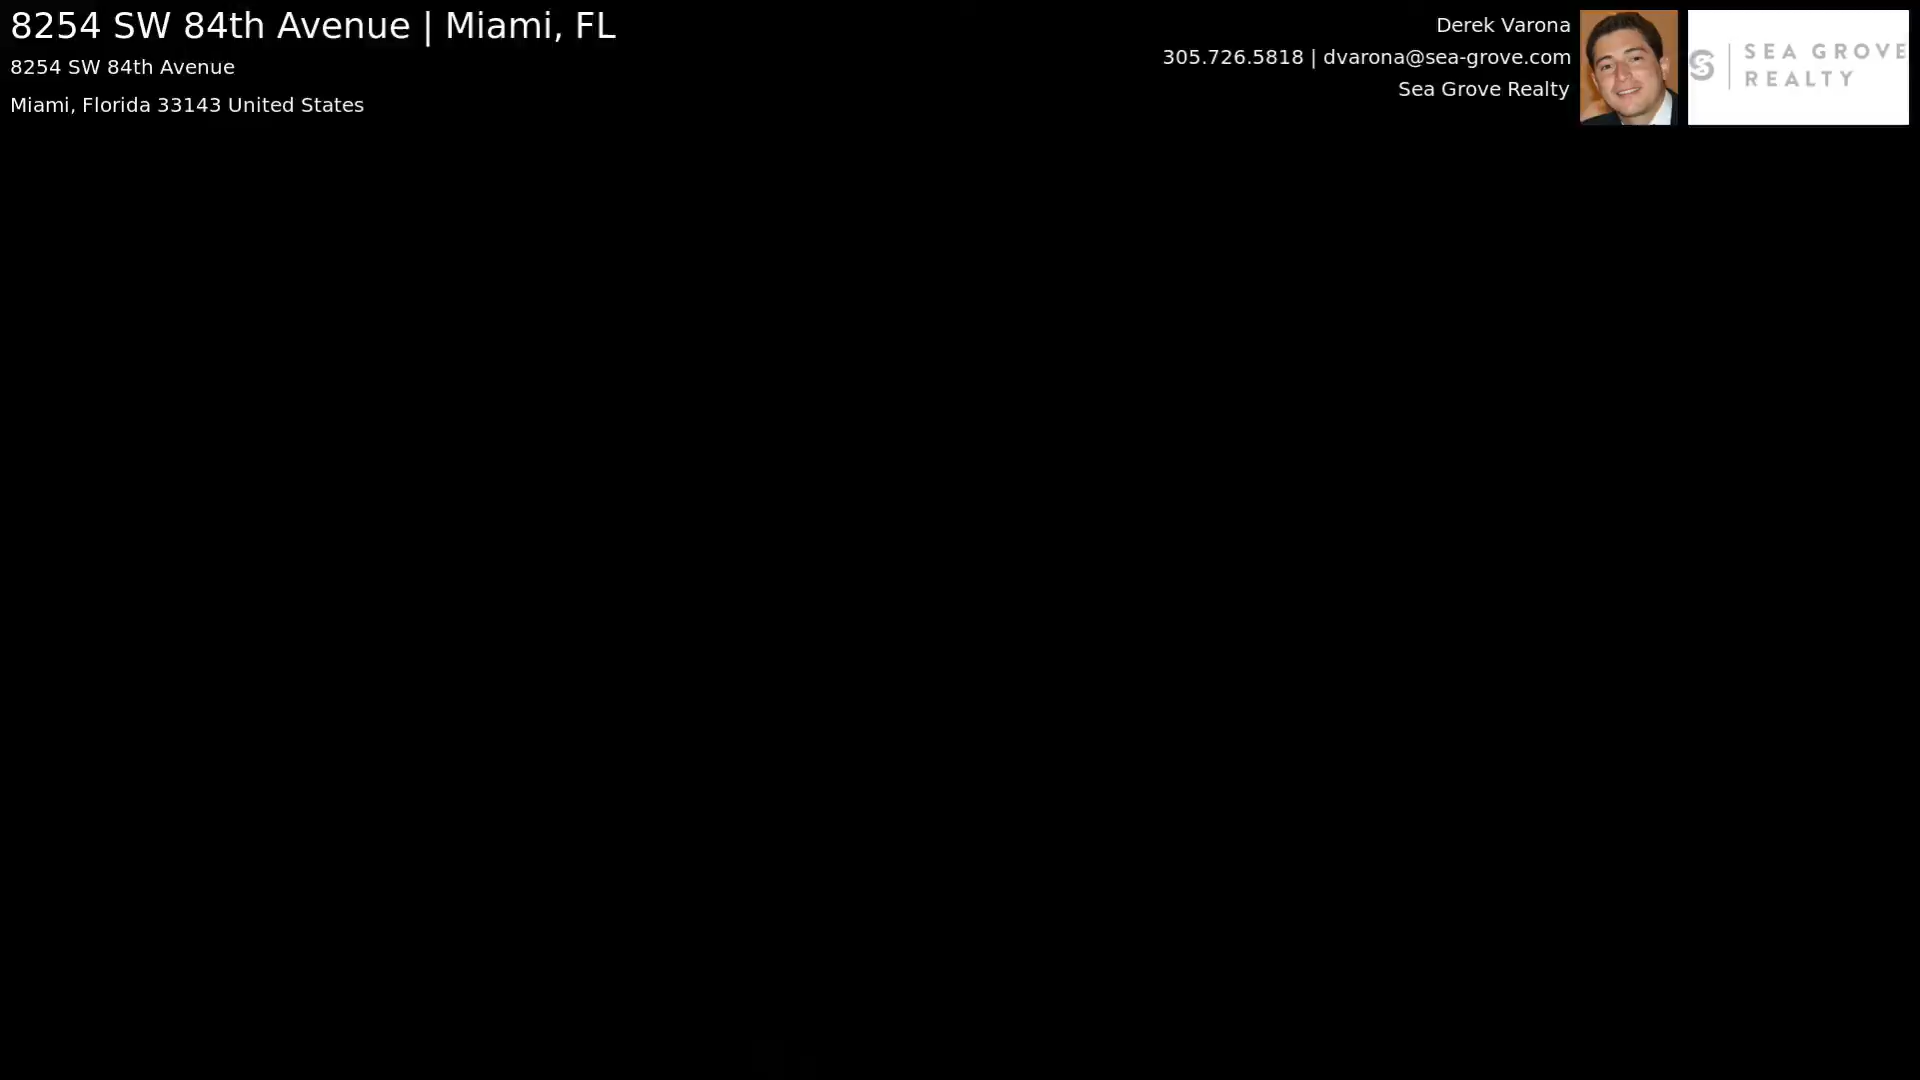 8254 SW 84th Avenue | Miami, FL
8254 SW 84th Avenue
Miami, Florida 33143 United States
Derek Varona
305.726.5818 | dvarona@sea-grove.com
Sea Grove Realty
SEA GROVE
REALTY